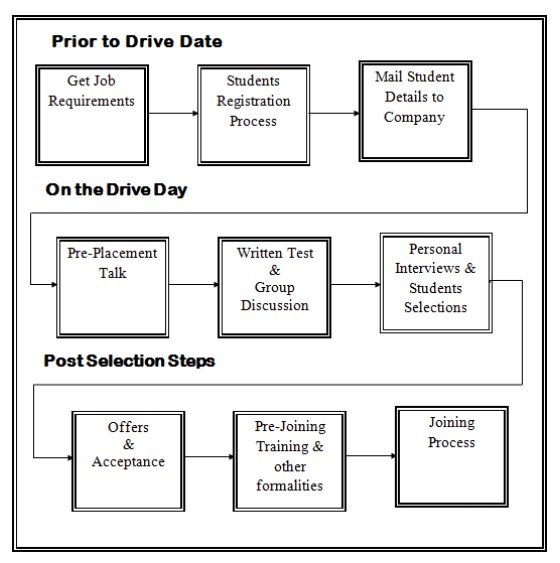 Prior to Drive Date
Get Job
Requirements
Students
Registration
Process
Mail Student
Details to
Company
On the Drive Day
Pre-Placement
Talk
Written Test
&
Group
Discussion
Personal
Interviews &
Students
Selections
Post Selection Steps
Offers
&
Acceptance
Pre-Joining
Training &
other
formalities
Joining
Process